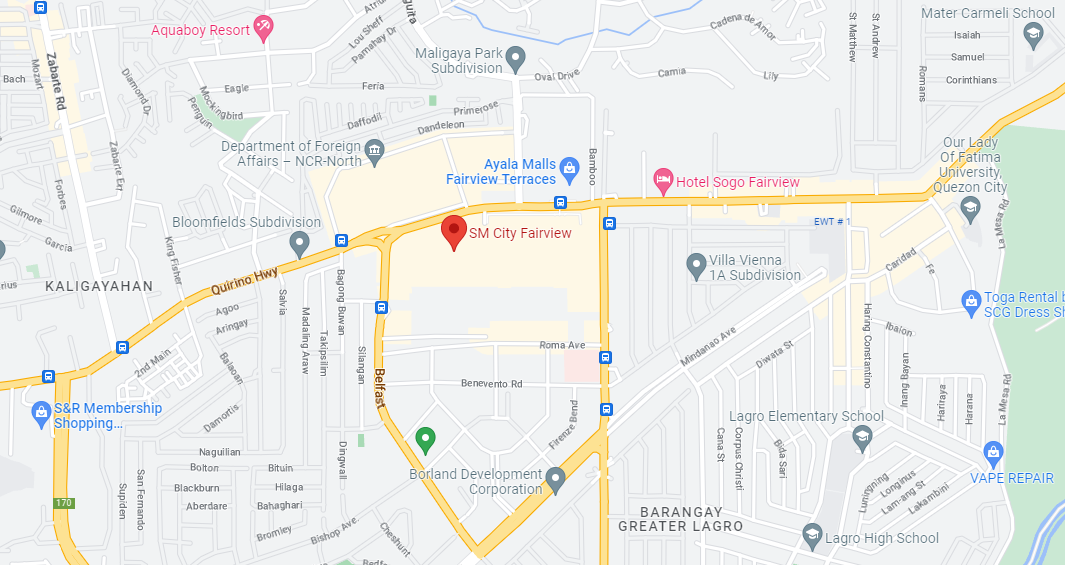 Aquaboy Resort
Lou Sheff
Pamahay Dr
Maligaya Park
Subdivision
Cadena de Amor
St Matthew
St Andrew
Mater Carmeli School
Isaiah
Samuel
Corinthians
Romans
Zabarte Rd
Mozart
Bach
Diamond Dr
Mockingbird
Penguin
Eagle
Feria
Oval Drive
Camia
Lily
Primerose
Daffodil
Dandeleon
Department of Foreign
Affairs – NCR-North
Ayala Malls
Fairview Terraces
Bamboo
Hotel Sogo Fairview
Our Lady
Of Fatima
University,
Quezon City
Zabarte Ext
Forbes
Gilmore
Garcia
King Fisher
Bloomfields Subdivision
SM City Fairview
EWT # 1
La Mesa Rd
KALIGAYAHAN
Quirino Hwy
Villa Vienna
1A Subdivision
Caridad
Fe
Toga Rental b
SCG Dress Sh
Agoo
Aringay
Salvia
Madaling Araw
Takipsilim
Bagong Buwan
Silangan
Belfast
Roma Ave
Mindanao Ave
Diwata St
Haring Constantino
Ibaion
Inang Bayan
2nd Main
Balaoan
Damortis
Benevento Rd
Firenze Bend
Hariraya
Harana
La Mesa Rd
S&R Membership
Shopping...
Naguilian
Bolton
Bituin
Blackburn
Hilaga
Aberdare
Bahaghari
Dingwall
Borland Development
Corporation
Lagro Elementary School
Cana St
Corpus Christi
Bida Sari
VAPE REPAIR
170
San Fernando
Supiden
Bromley
Bishop Ave
Cheshunt
BARANGAY
GREATER LAGRO
Luningning
Longinus
Lam-ang St
Lakambini
Lagro High School